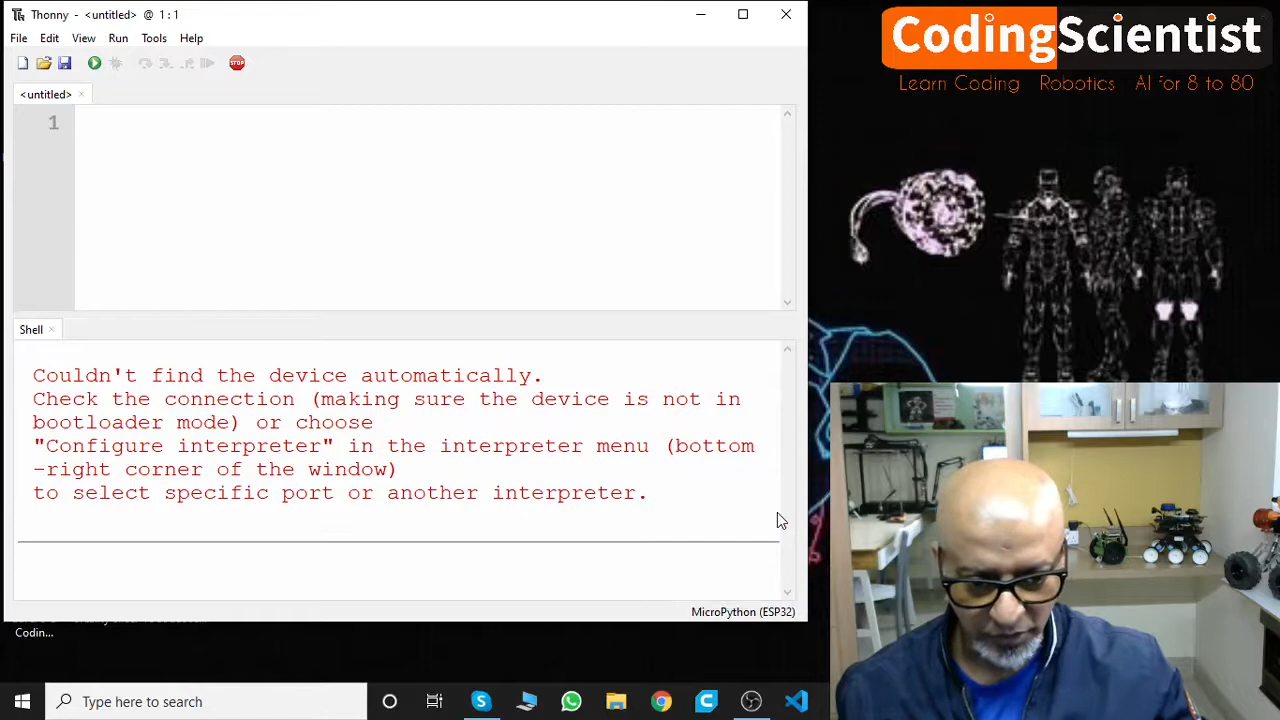 Thonny - <untitled> @ 1:1
File Edit View Run Tools Help
STOP
<untitled>
1
Shell
Couldn't find the device automatically.
Check the connection (making sure the device is not in
bootloader mode) or choose
"Configure interpreter" in the interpreter menu (bottom
-right corner of the window)
to select specific port or another interpreter.
MicroPython (ESP32)
Codin...
Type here to search
CodingScientist
Learn Coding Robotics AI for 8 to 80